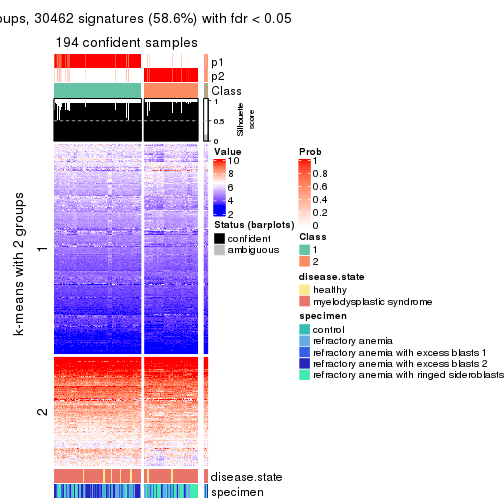 oups, 30462 signatures (58.6%) with fdr < 0.05
194 confident samples
p1
p2
Class
1
0.5
0
Silhouette
score
k-means with 2 groups
1
2
disease.state
specimen
Value
10
8
6
4
2
Status (barplots)
confident
ambiguous
Prob
1
0.8
0.6
0.4
0.2
0
Class
1
2
disease.state
healthy
myelodysplastic syndrome
specimen
control
refractory anemia
refractory anemia with excess blasts 1
refractory anemia with excess blasts 2
refractory anemia with ringed sideroblasts